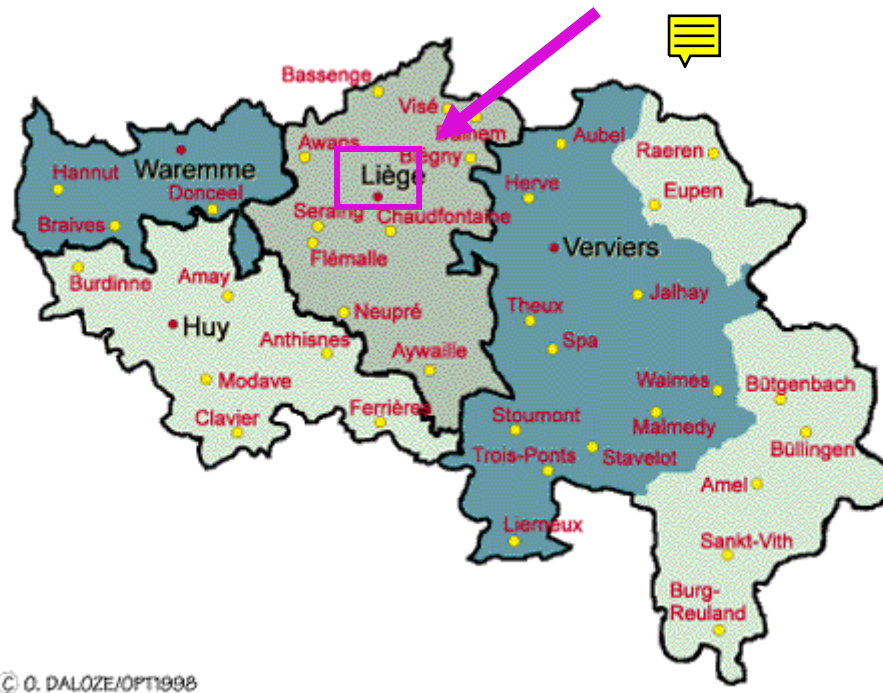 Bassenge
Visé
Dalhem
Aubel
Awans
Blégny
Raeren
Hannut
Waremme
Liège
Donceel
Herve
Eupen
Braives
Seraing
Chaudfontaine
Verviers
Flémalle
Burdinne
Amay
Jalhay
Neupré
Theux
Huy
Anthisnes
Spa
Aywaille
Modave
Waimes
Bütgenbach
Clavier
Ferrières
Stoumont
Malmedy
Büllingen
Trois-Ponts
Stavelot
Amel
Lierneux
Sankt-Vith
Burg-
Reuland
© O. DALOZE/OPT1998